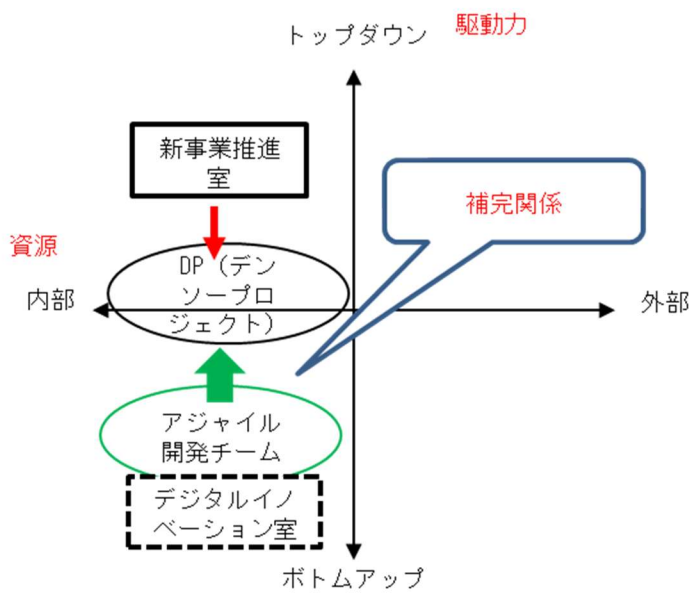 駆動力
トップダウン
新事業推進
室
補完関係
資源
DP（デン
ソープロ
ジェクト）
内部
外部
アジャイル
開発チーム
デジタルイノ
ベーション室
ボトムアップ